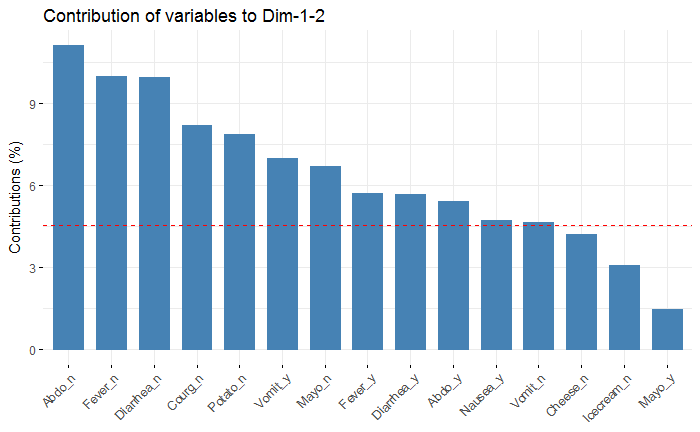 Contribution of variables to Dim-1-2
Contributions (%)
9
6
3
0
Abdo_n
Fever_n
Diarrhea_n
Courg_n
Potato_n
Vomit_y
Mayo_n
Fever_y
Diarrhea_y
Abdo_y
Nausea_y
Vomit_n
Cheese_n
Icecream_n
Mayo_y